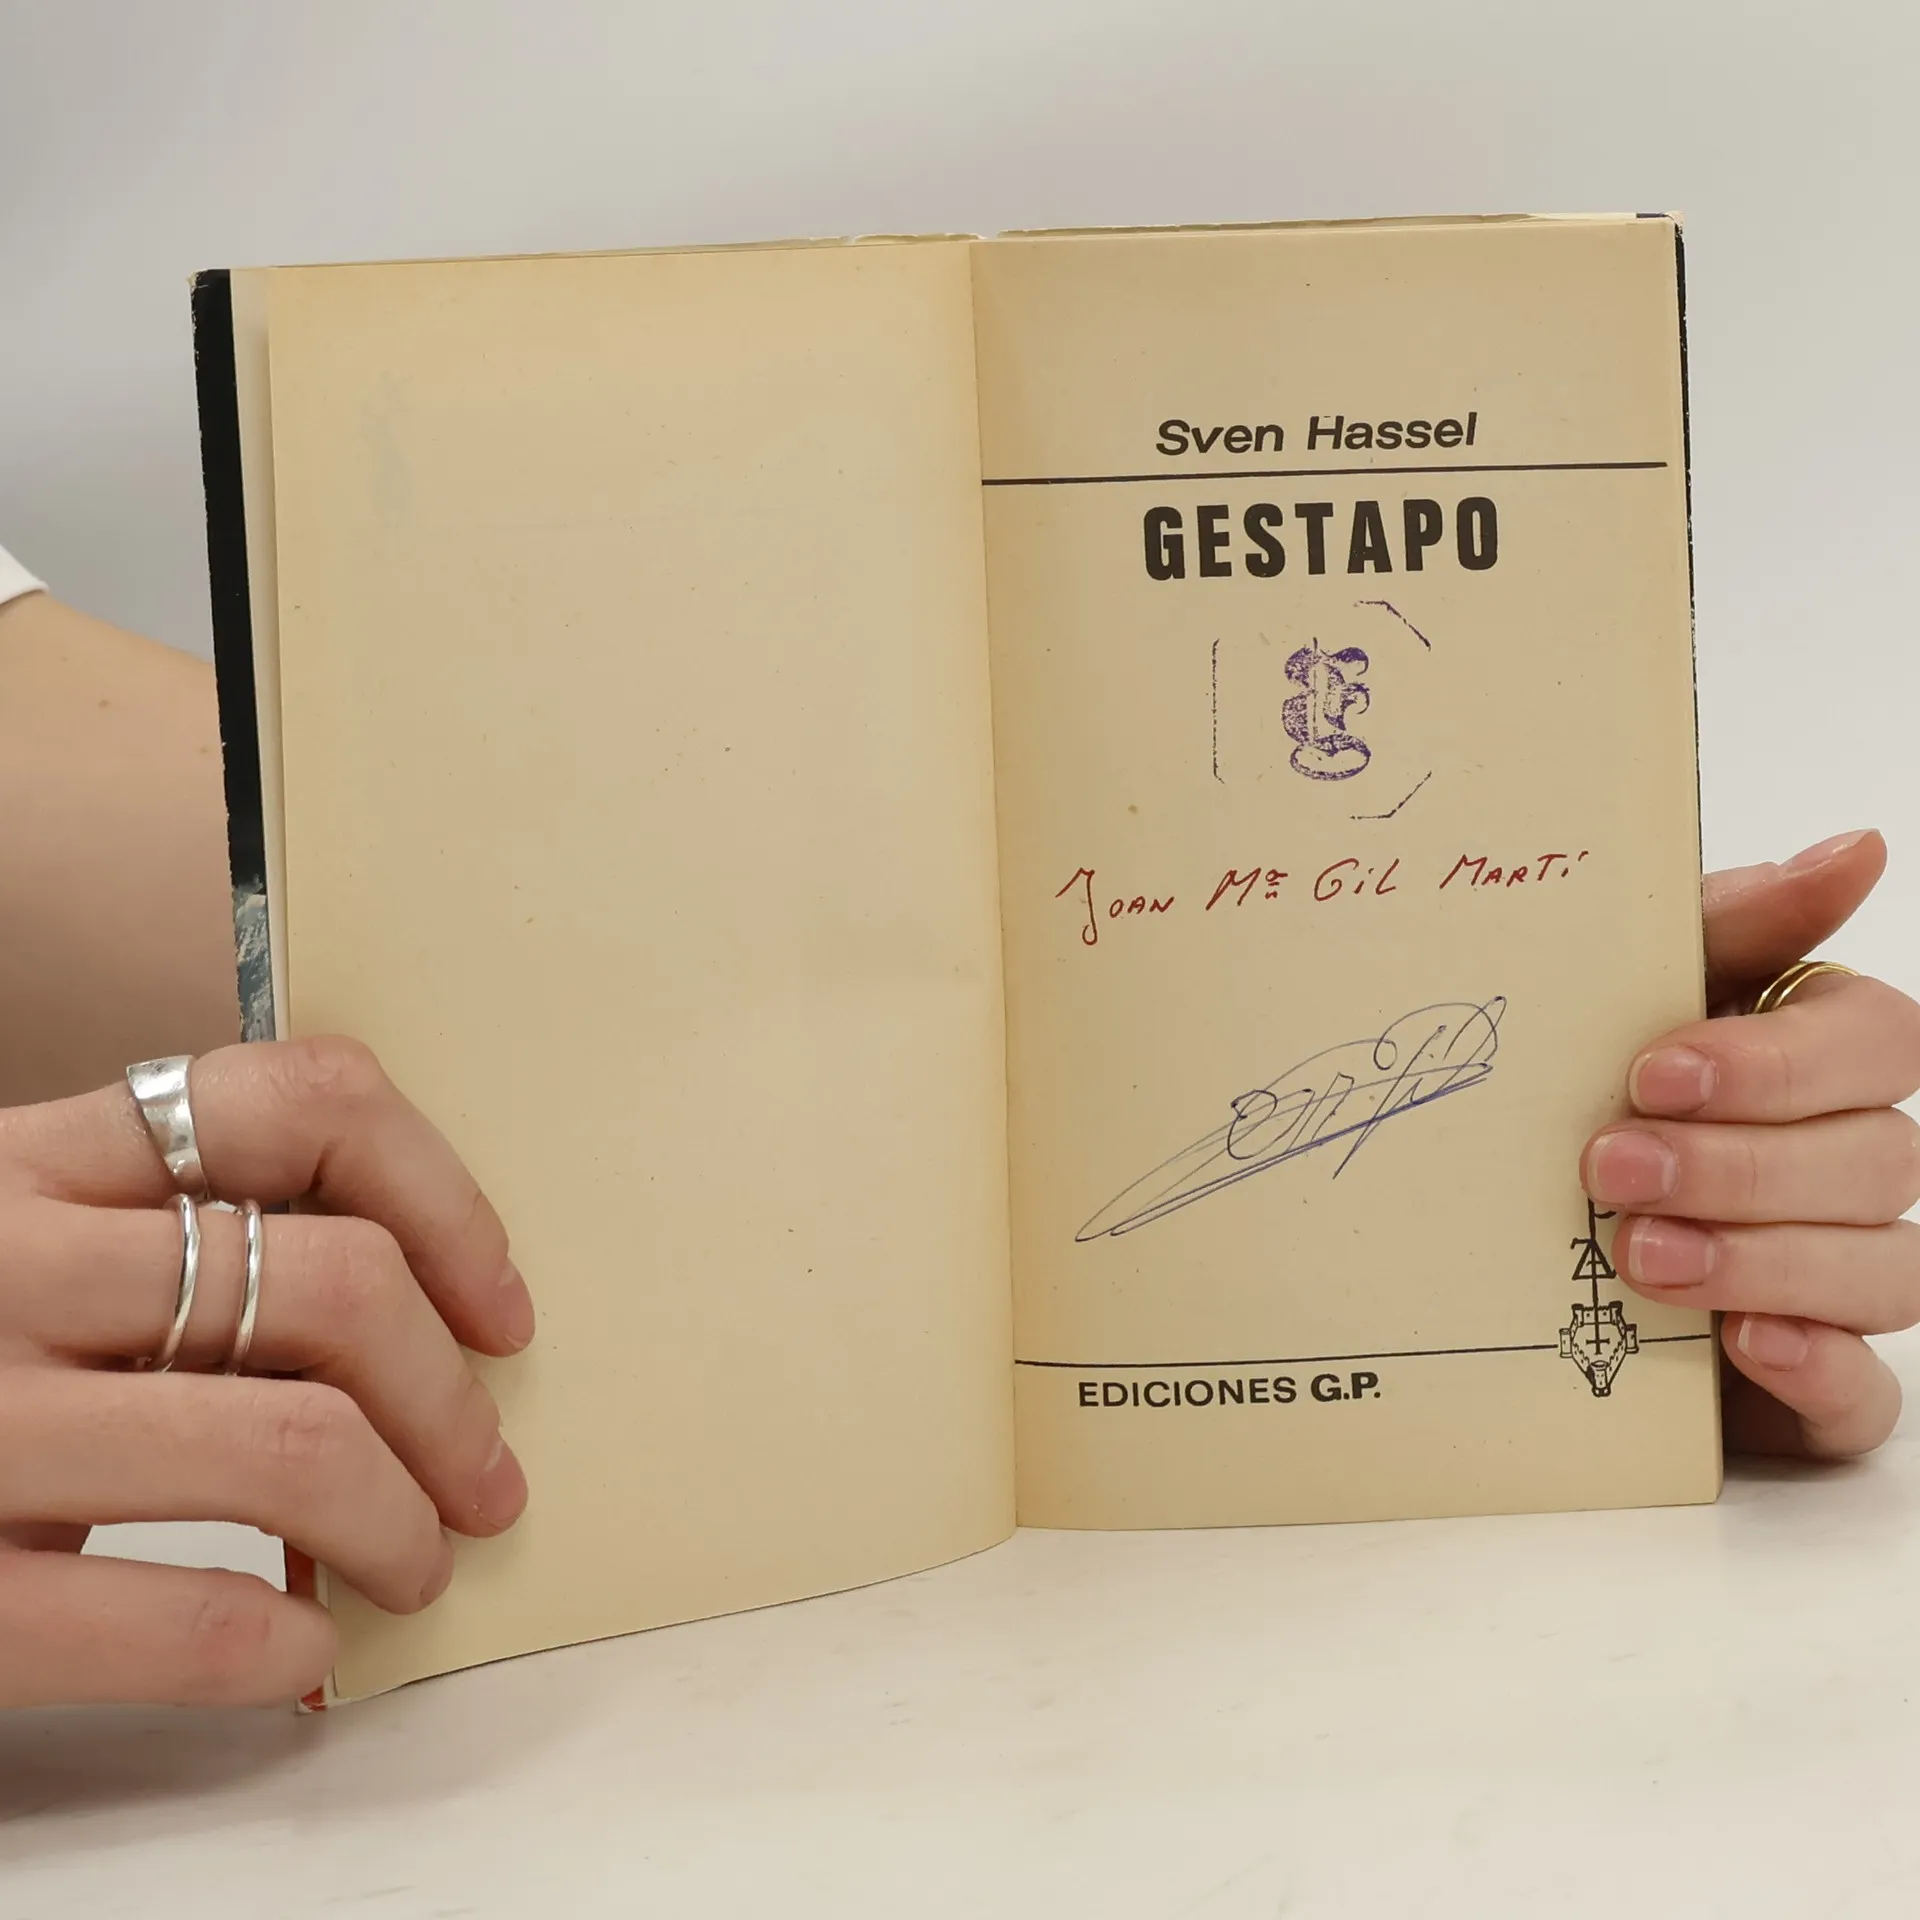 Sven Hassel
GESTAPO
Joan Mª Gil Martí
EDICIONES G.P.